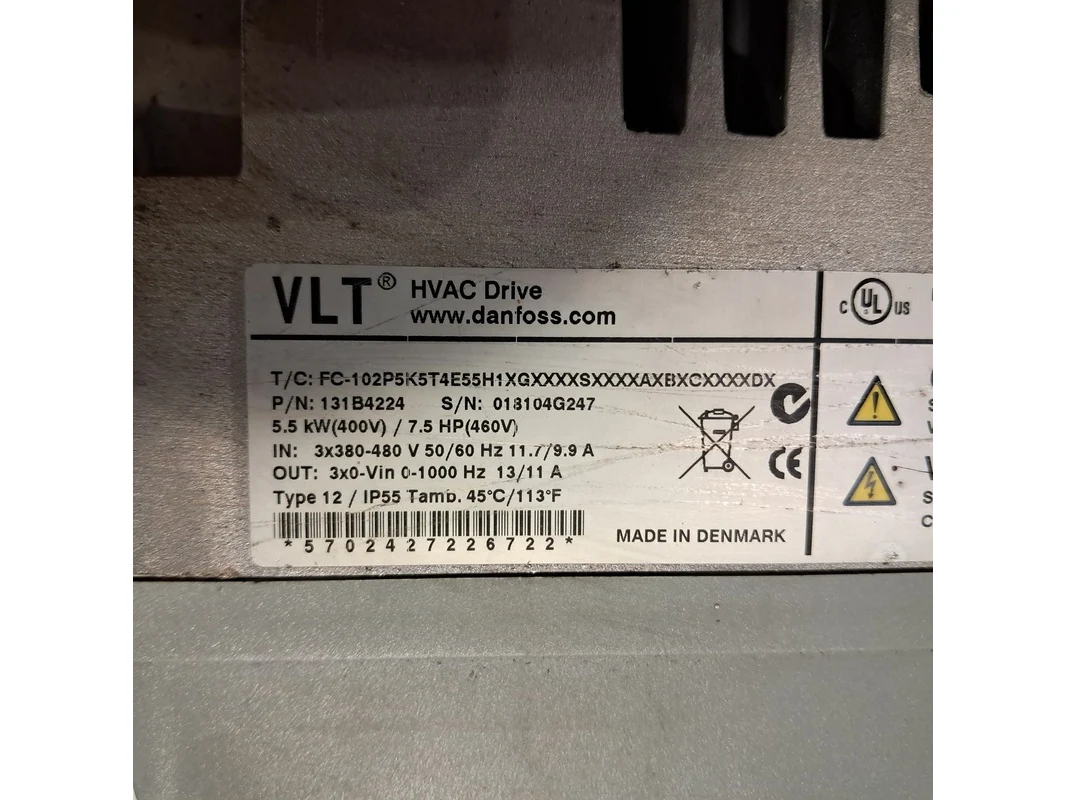 VLT® HVAC Drive
www.danfoss.com
C UL US
T/C: FC-102P5K5T4E55H1XGXXXXSXXXXAXBXCXXXXDX
P/N: 131B4224 S/N: 018104G247
5.5 kW(400V) / 7.5 HP(460V)
IN: 3x380-480 V 50/60 Hz 11.7/9.9 A
OUT: 3x0-Vin 0-1000 Hz 13/11 A
Type 12 / IP55 Tamb. 45°C/113°F
CE
*5702427226722*
MADE IN DENMARK